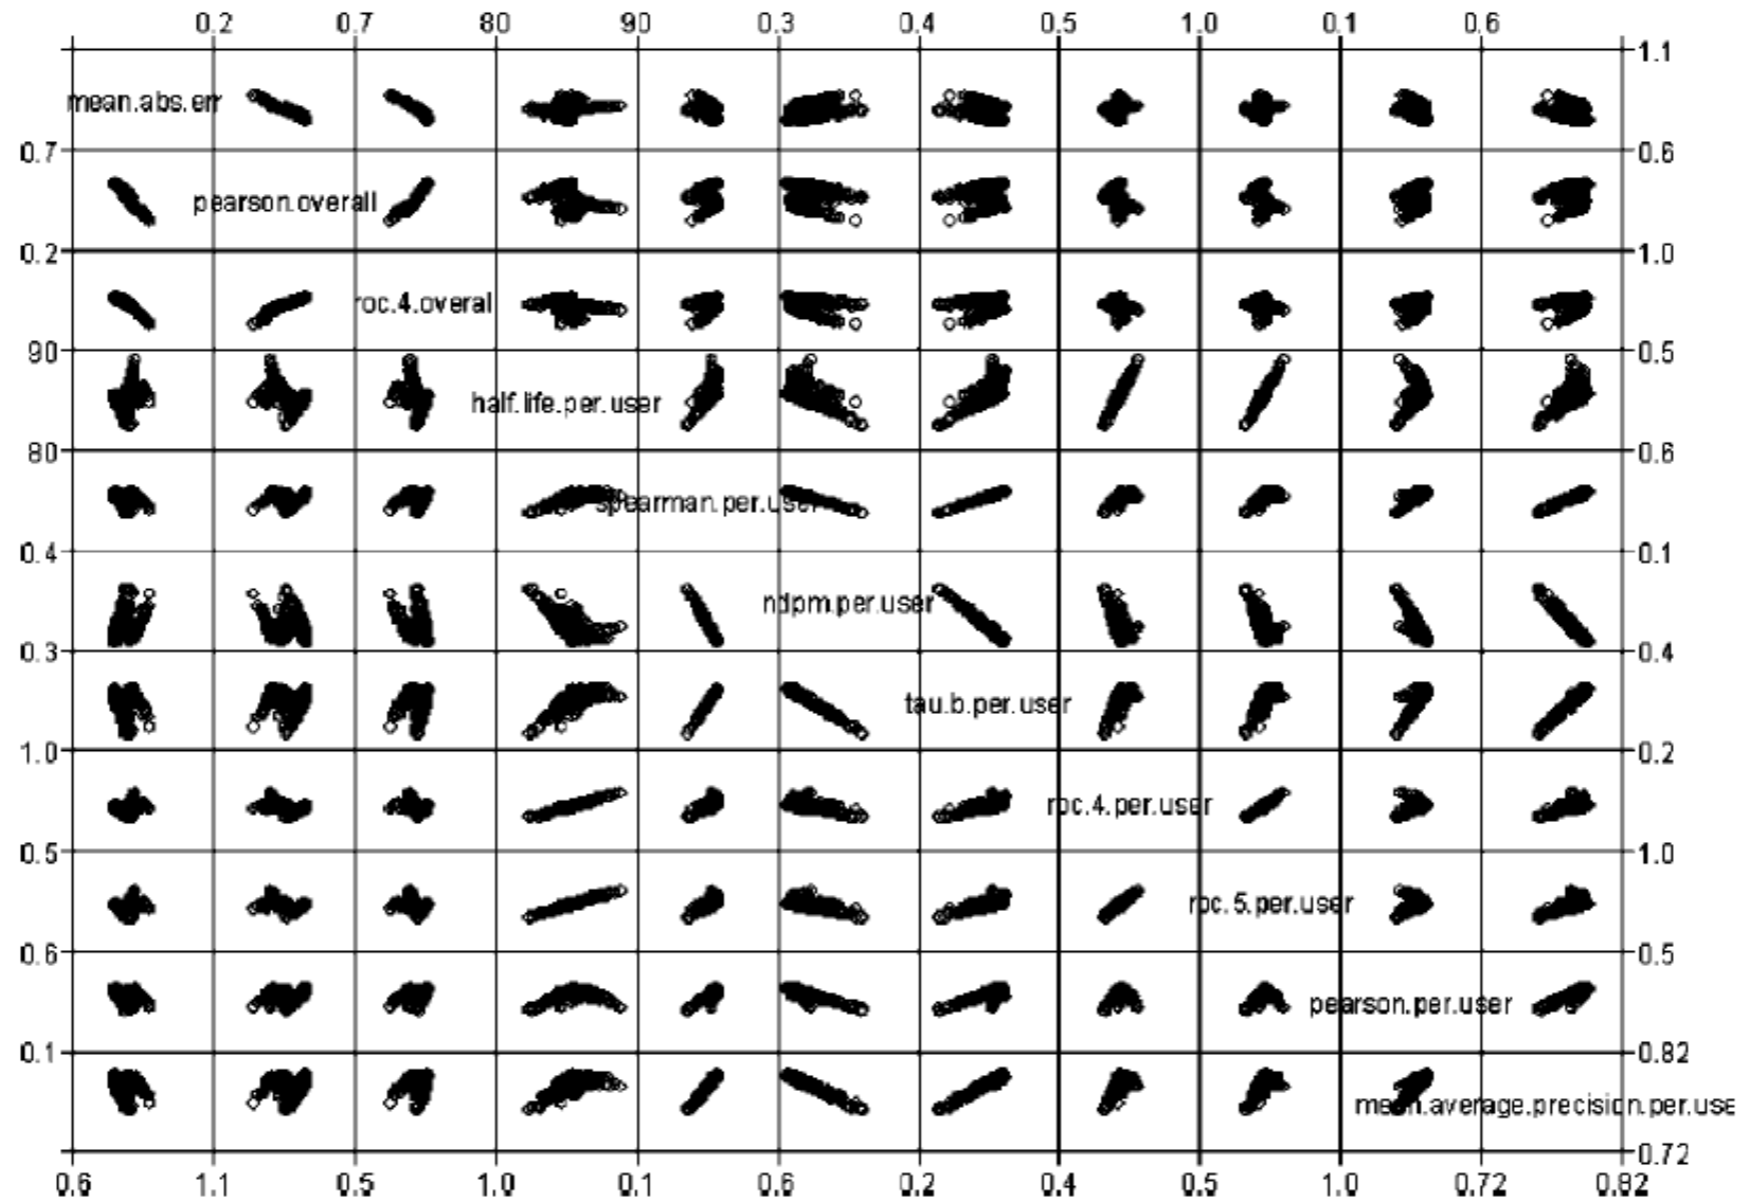 0.2 0.7 80 90 0.3 0.4 0.5 1.0 0.1 0.6
1.1
mean.abs.err
0.7 0.6
pearson.overall
0.2 1.0
roc.4.overal
90 0.5
half.life.per.user
80 0.6
spearman.per.user
0.4 0.1
ndpm.per.user
0.3 0.4
tau.b.per.user
1.0 0.2
roc.4.per.user
0.5 1.0
roc.5.per.user
0.6 0.5
pearson.per.user
0.1 0.82
mean.average.precision.per.use
0.72
0.6 1.1 0.5 1.0 0.1 0.6 0.2 0.4 0.5 1.0 0.72 0.82